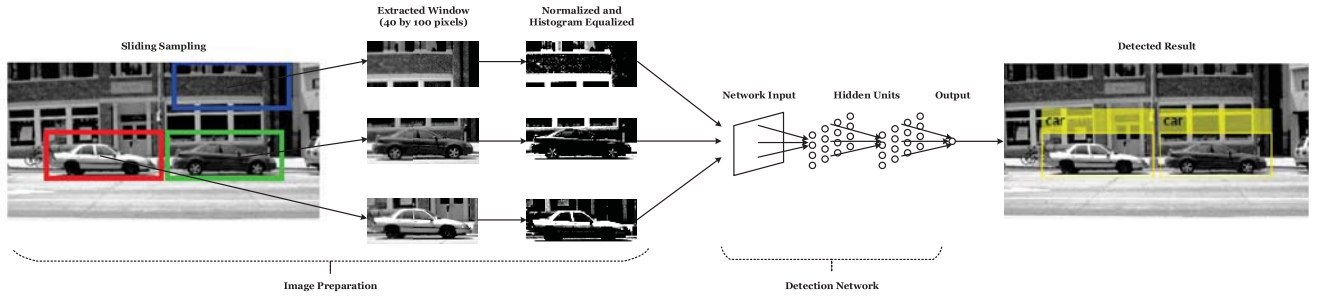 Sliding Sampling
Extracted Window
(40 by 100 pixels)
Normalized and
Histogram Equalized
Network Input
Hidden Units
Output
Detected Result
car
car
Image Preparation
Detection Network